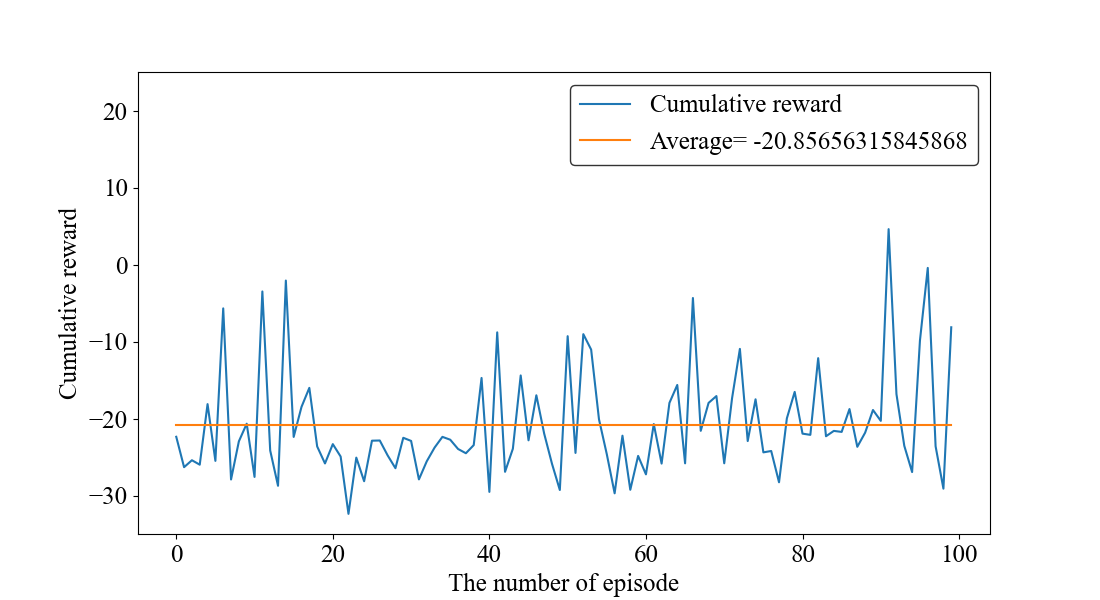 Cumulative reward
Average= -20.85656315845868
20
10
0
−10
−20
−30
Cumulative reward
0 20 40 60 80 100
The number of episode